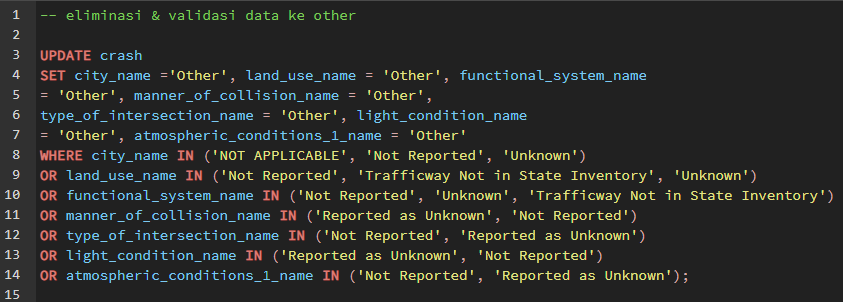 1 -- eliminasi & validasi data ke other
2
3 UPDATE crash
4 SET city_name ='Other', land_use_name = 'Other', functional_system_name
5 = 'Other', manner_of_collision_name = 'Other',
6 type_of_intersection_name = 'Other', light_condition_name
7 = 'Other', atmospheric_conditions_1_name = 'Other'
8 WHERE city_name IN ('NOT APPLICABLE', 'Not Reported', 'Unknown')
9 OR land_use_name IN ('Not Reported', 'Trafficway Not in State Inventory', 'Unknown')
10 OR functional_system_name IN ('Not Reported', 'Unknown', 'Trafficway Not in State Inventory')
11 OR manner_of_collision_name IN ('Reported as Unknown', 'Not Reported')
12 OR type_of_intersection_name IN ('Not Reported', 'Reported as Unknown')
13 OR light_condition_name IN ('Reported as Unknown', 'Not Reported')
14 OR atmospheric_conditions_1_name IN ('Not Reported', 'Reported as Unknown');
15